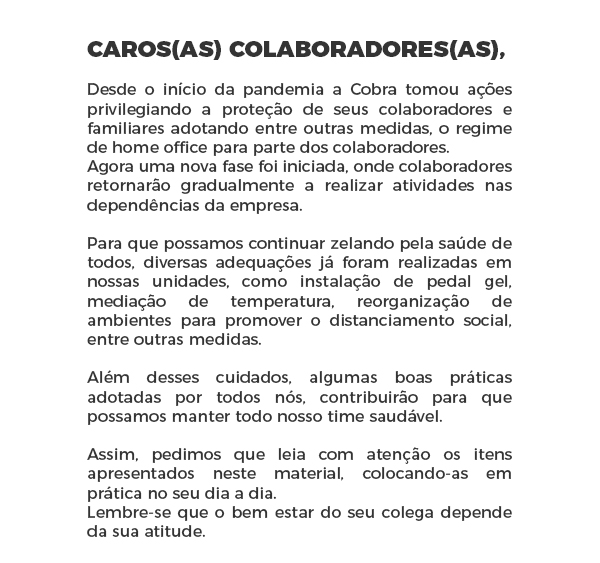 CAROS(AS) COLABORADORES(AS),
Desde o início da pandemia a Cobra tomou ações
privilegiando a proteção de seus colaboradores e
familiares adotando entre outras medidas, o regime
de home office para parte dos colaboradores.
Agora uma nova fase foi iniciada, onde colaboradores
retornarão gradualmente a realizar atividades nas
dependências da empresa.
Para que possamos continuar zelando pela saúde de
todos, diversas adequações já foram realizadas em
nossas unidades, como instalação de pedal gel,
mediação de temperatura, reorganização de
ambientes para promover o distanciamento social,
entre outras medidas.
Além desses cuidados, algumas boas práticas
adotadas por todos nós, contribuirão para que
possamos manter todo nosso time saudável.
Assim, pedimos que leia com atenção os itens
apresentados neste material, colocando-as em
prática no seu dia a dia.
Lembre-se que o bem estar do seu colega depende
da sua atitude.